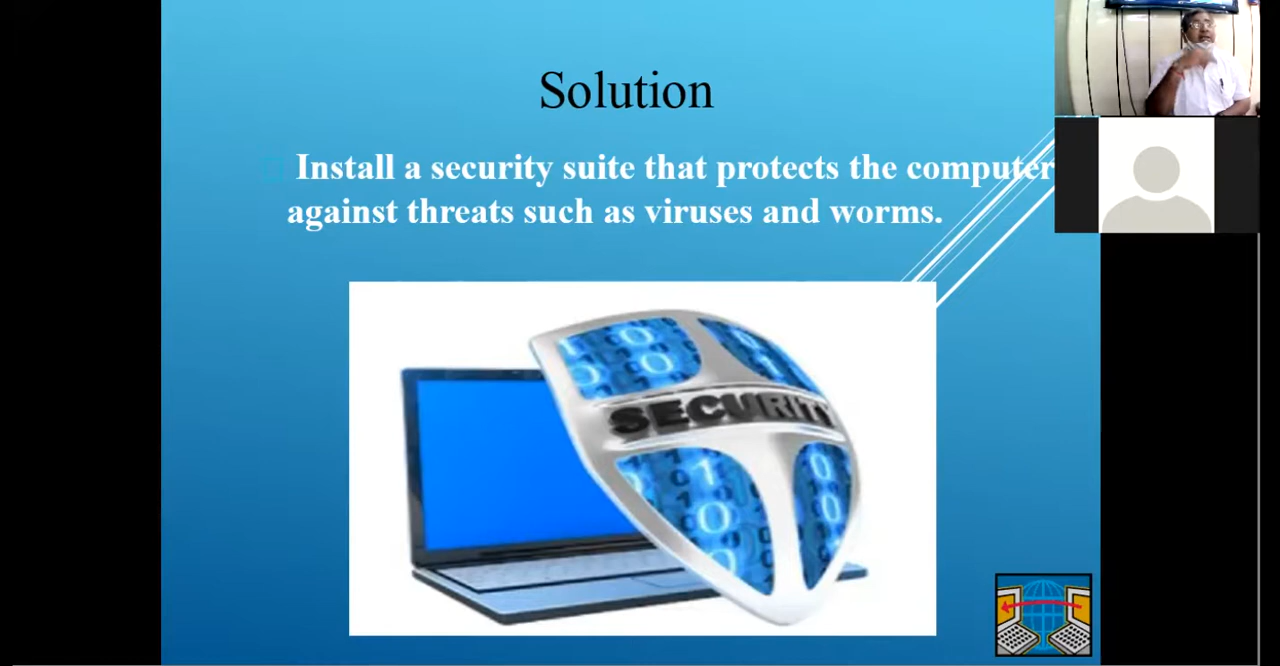 Solution
Install a security suite that protects the computer
against threats such as viruses and worms.
SECURITY